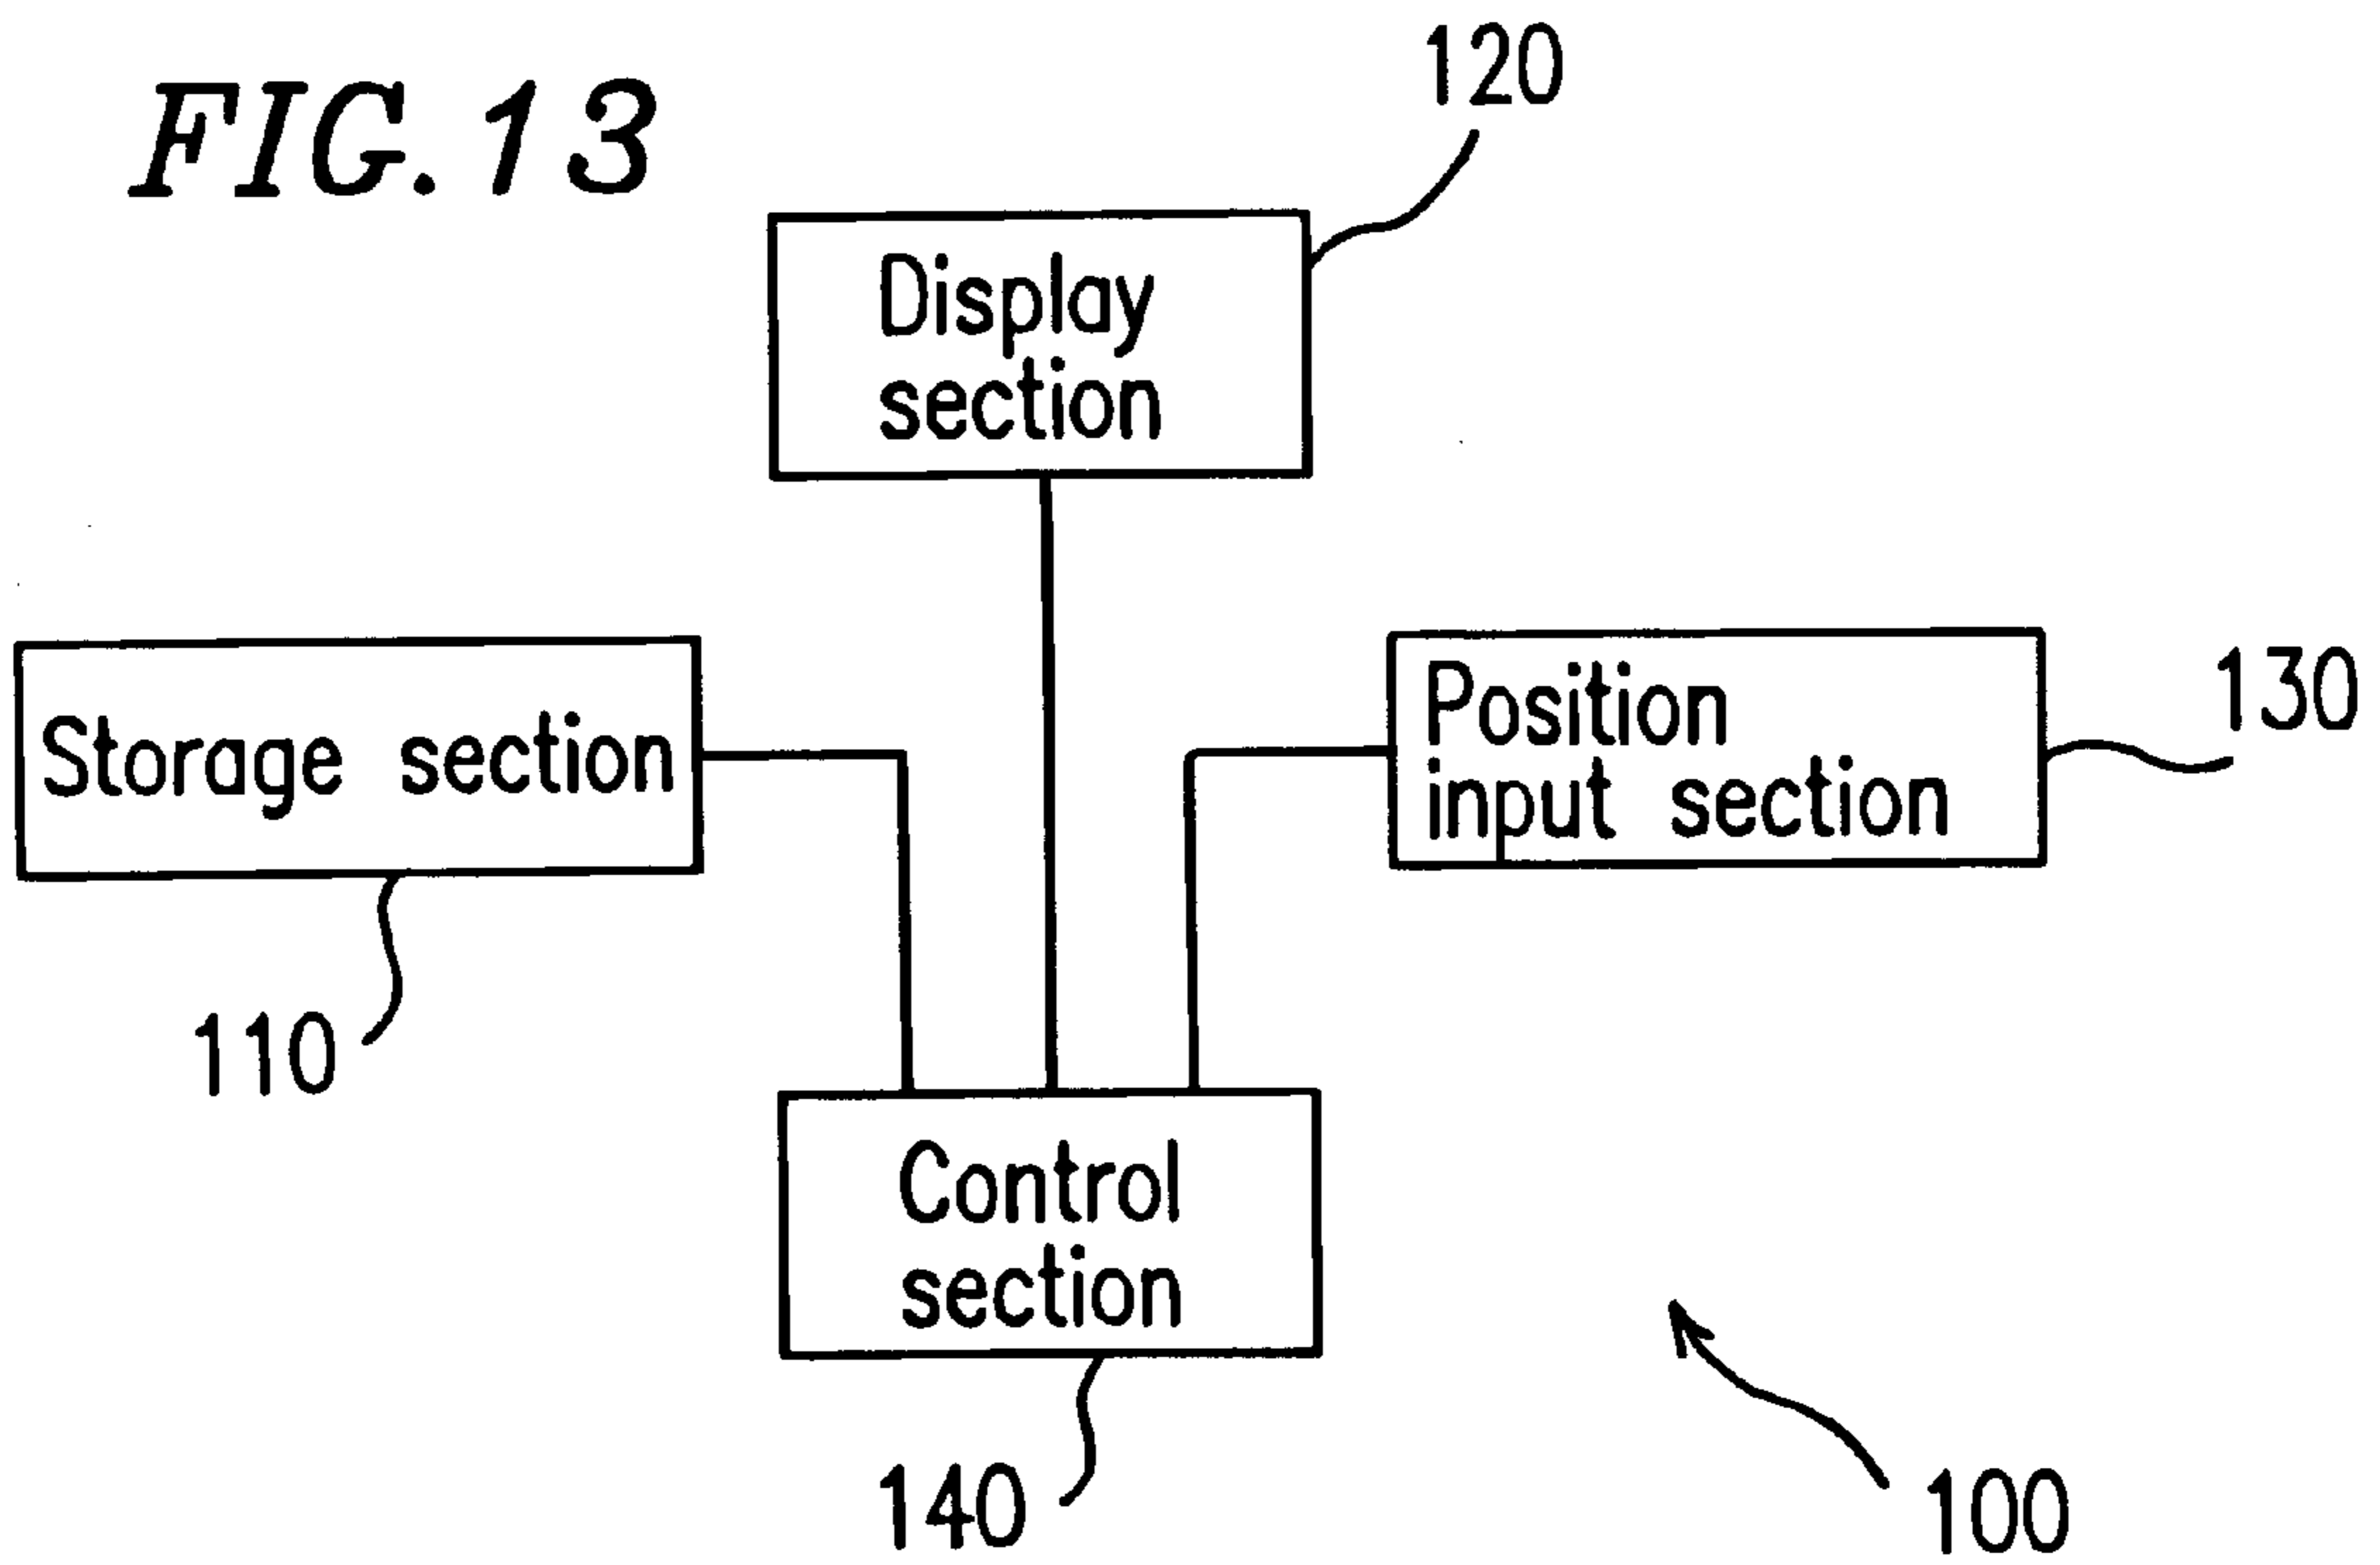 FIG.13
120
Display
section
Storage section
Position
input section
130
110
Control
section
140
100